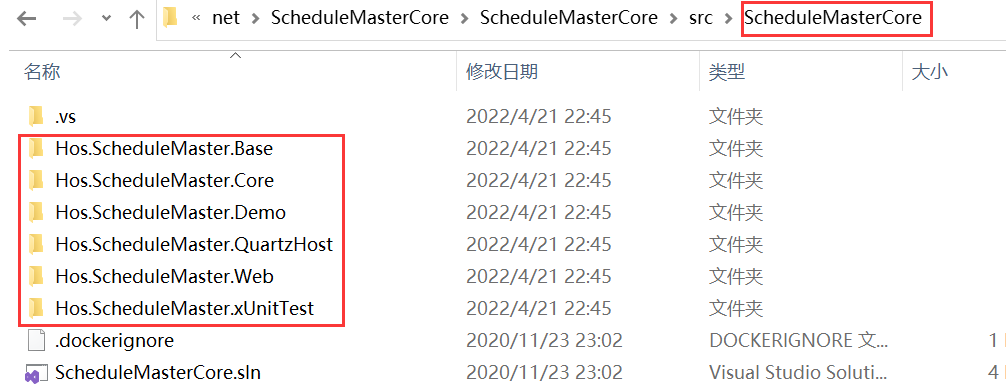 « net ScheduleMasterCore ScheduleMasterCore src ScheduleMasterCore
名称 修改日期 类型 大小
.vs 2022/4/21 22:45 文件夹
Hos.ScheduleMaster.Base 2022/4/21 22:45 文件夹
Hos.ScheduleMaster.Core 2022/4/21 22:45 文件夹
Hos.ScheduleMaster.Demo 2022/4/21 22:45 文件夹
Hos.ScheduleMaster.QuartzHost 2022/4/21 22:45 文件夹
Hos.ScheduleMaster.Web 2022/4/21 22:45 文件夹
Hos.ScheduleMaster.xUnitTest 2022/4/21 22:45 文件夹
.dockerignore 2020/11/23 23:02 DOCKERIGNORE 文... 1
ScheduleMasterCore.sln 2020/11/23 23:02 Visual Studio Soluti... 4